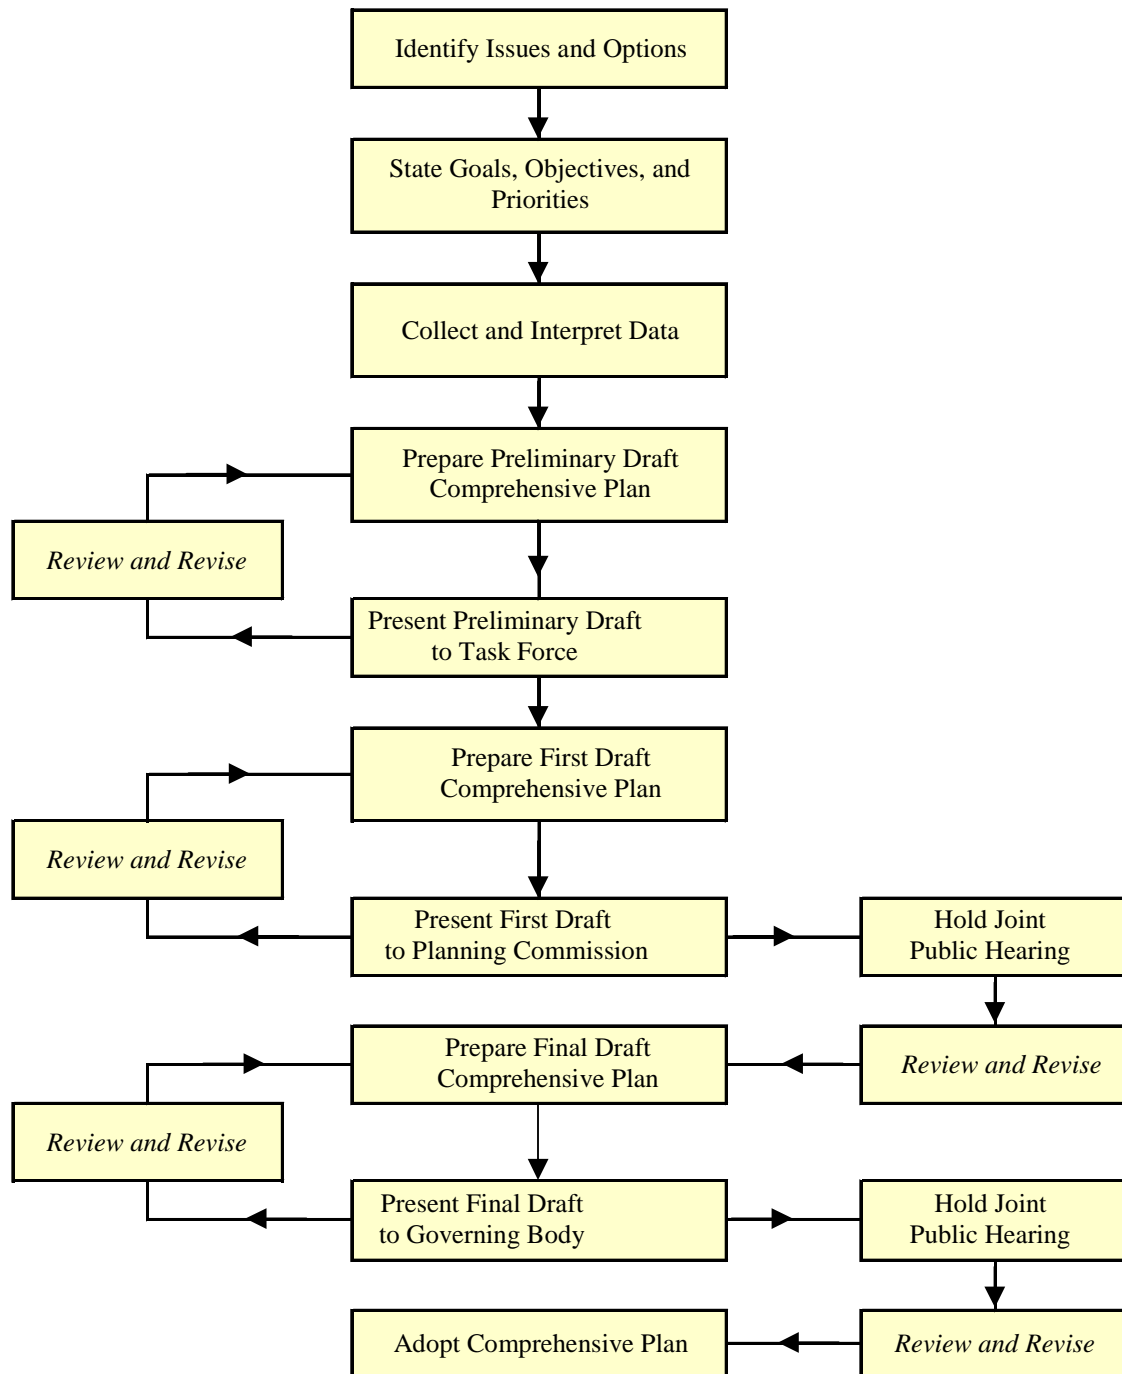 Identify Issues and Options
State Goals, Objectives, and
Priorities
Collect and Interpret Data
Prepare Preliminary Draft
Comprehensive Plan
Review and Revise
Present Preliminary Draft
to Task Force
Prepare First Draft
Comprehensive Plan
Review and Revise
Present First Draft
to Planning Commission
Hold Joint
Public Hearing
Prepare Final Draft
Comprehensive Plan
Review and Revise
Review and Revise
Present Final Draft
to Governing Body
Hold Joint
Public Hearing
Adopt Comprehensive Plan
Review and Revise